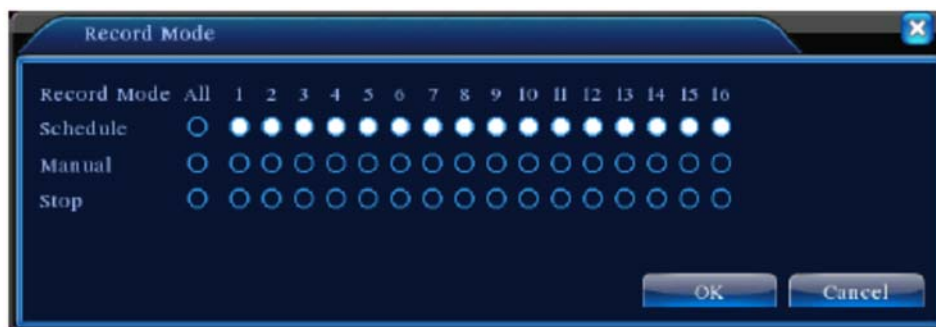 Record Mode
Record Mode All 1 2 3 4 5 6 7 8 9 10 11 12 13 14 15 16
Schedule
Manual
Stop
OK Cancel